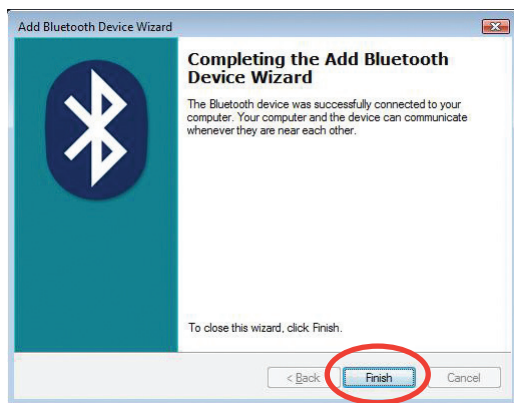 Add Bluetooth Device Wizard
Completing the Add Bluetooth
Device Wizard
The Bluetooth device was successfully connected to your
computer. Your computer and the device can communicate
whenever they are near each other.
To close this wizard, click Finish.
< Back Finish Cancel